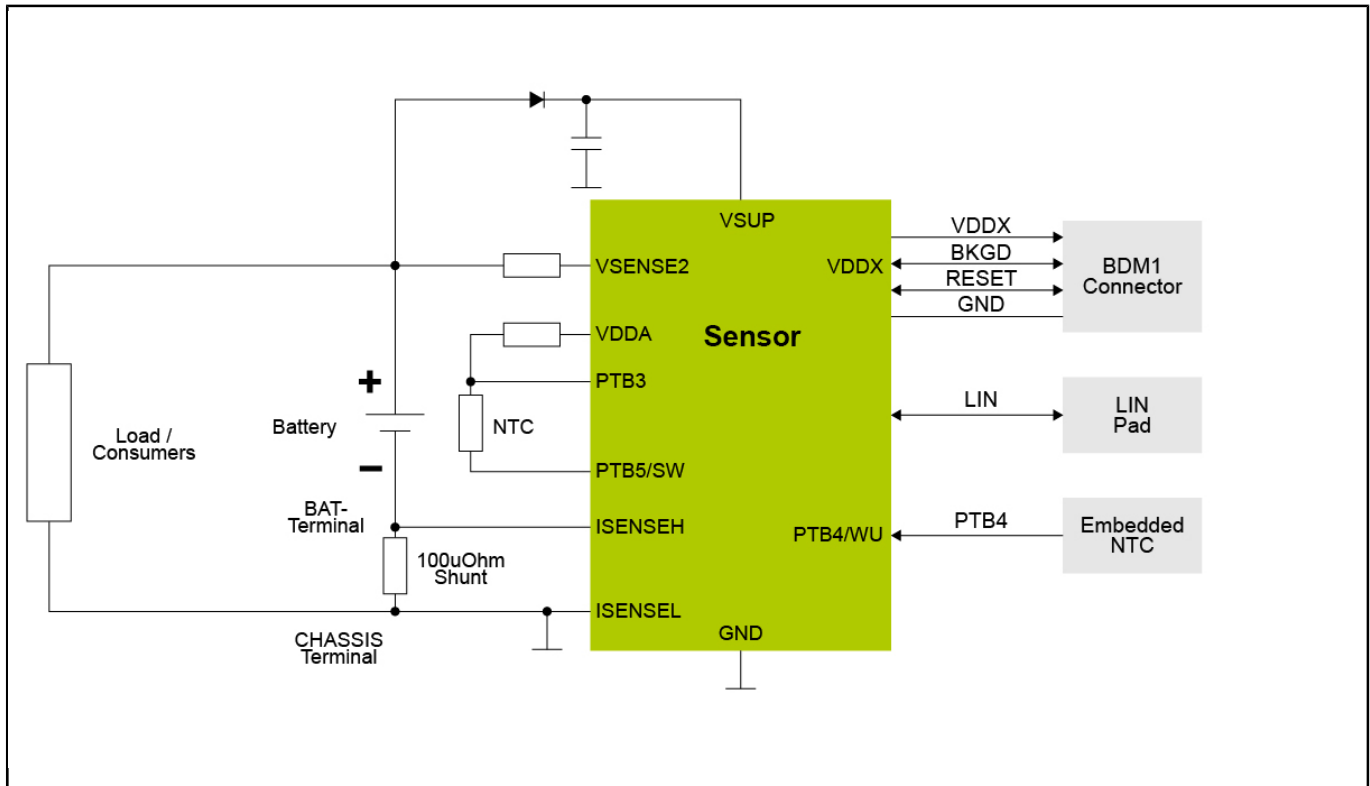 VSUP
VSENSE2
VDDX
VDDA
Sensor
PTB3
PTB5/SW
ISENSEH
PTB4/WU
ISENSEL
GND
Load /
Consumers
+
Battery
−
NTC
BAT-
Terminal
100uOhm
Shunt
CHASSIS
Terminal
VDDX
BKGD
RESET
GND
BDM1
Connector
LIN
LIN
Pad
PTB4
Embedded
NTC